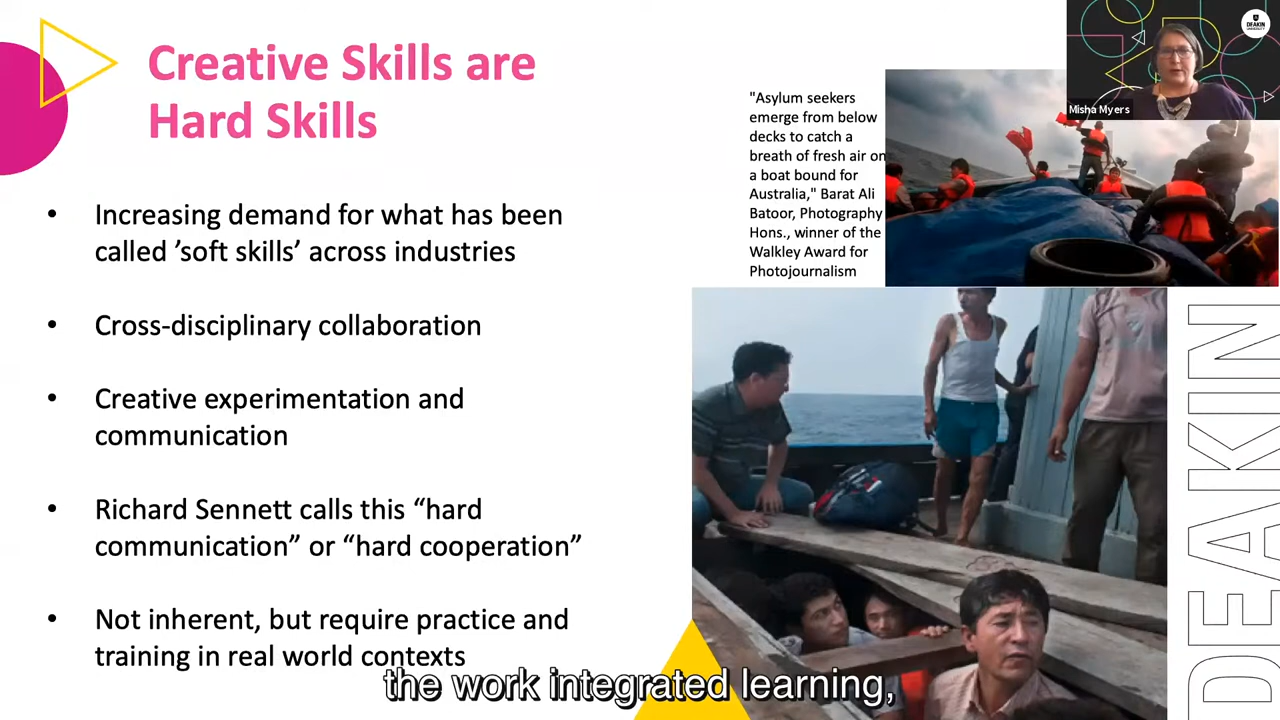 Creative Skills are
Hard Skills
• Increasing demand for what has been
called ’soft skills’ across industries
• Cross-disciplinary collaboration
• Creative experimentation and
communication
• Richard Sennett calls this “hard
communication” or “hard cooperation”
• Not inherent, but require practice and
training in real world contexts
"Asylum seekers
emerge from below
decks to catch a
breath of fresh air on
a boat bound for
Australia," Barat Ali
Batoor, Photography
Hons., winner of the
Walkley Award for
Photojournalism
DEAKIN
UNIVERSITY
Misha Myers
DEAKIN
the work integrated learning,